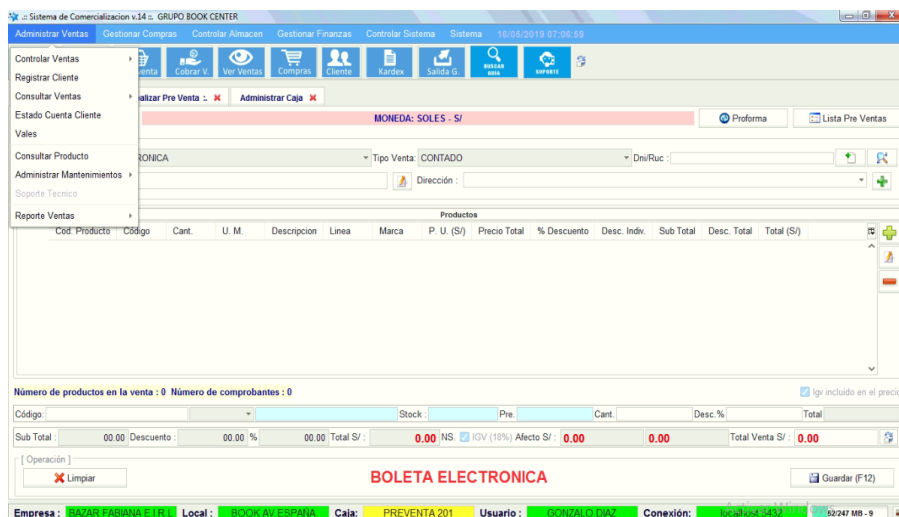 .:: Sistema de Comercializacion v.14 ::. GRUPO BOOK CENTER
Administrar Ventas Gestionar Compras Controlar Almacen Gestionar Finanzas Controlar Sistema Sistema 16/05/2019 07:06:59
Controlar Ventas
Registrar Cliente
Consultar Ventas
Estado Cuenta Cliente
Vales
Consultar Producto
Administrar Mantenimientos
Soporte Tecnico
Reporte Ventas
enta Cobrar V. Ver Ventas Compras Cliente Kardex Salida G. BUSCAR GUIA SOPORTE
alizar Pre Venta :. Administrar Caja
MONEDA: SOLES - S/ Proforma Lista Pre Ventas
RONICA Tipo Venta: CONTADO Dni/Ruc :
Dirección :
Productos
Cod. Producto Código Cant. U. M. Descripcion Linea Marca P. U. (S/) Precio Total % Descuento Desc. Indiv. Sub Total Desc. Total Total (S/)
Número de productos en la venta : 0 Número de comprobantes : 0 Igv incluido en el precio
Código: Stock : Pre. Cant. Desc.% Total
Sub Total : 00.00 Descuento : 00.00 % 00.00 Total S/ : 0.00 NS. IGV (18%) Afecto S/ : 0.00 0.00 Total Venta S/ : 0.00
[ Operación ]
Limpiar BOLETA ELECTRONICA Guardar (F12)
Empresa : BAZAR FABIANA E I R L Local : BOOK AV ESPAÑA Caja: PREVENTA 201 Usuario : GONZALO DIAZ Conexión: localhost:5432 52/247 MB - 9